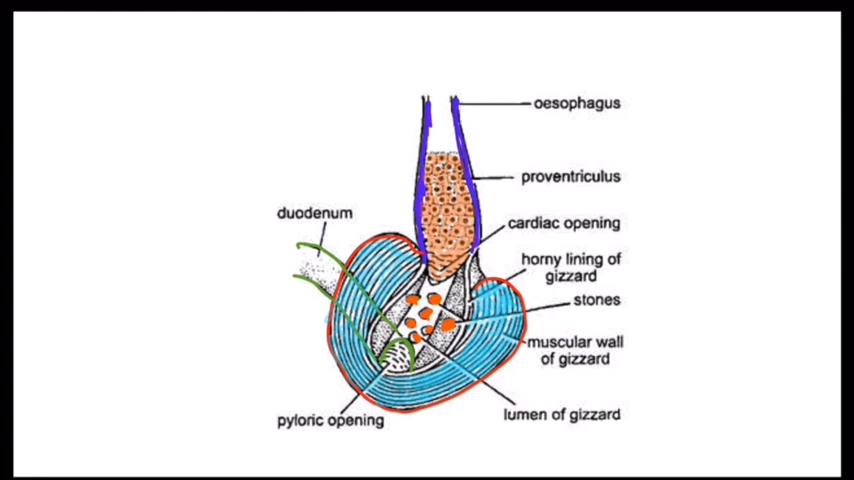 oesophagus
proventriculus
duodenum
cardiac opening
horny lining of
gizzard
stones
muscular wall
of gizzard
lumen of gizzard
pyloric opening